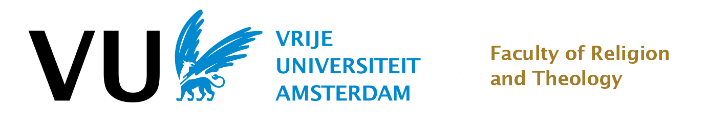 VU
VRIJE
UNIVERSITEIT
AMSTERDAM
Faculty of Religion
and Theology